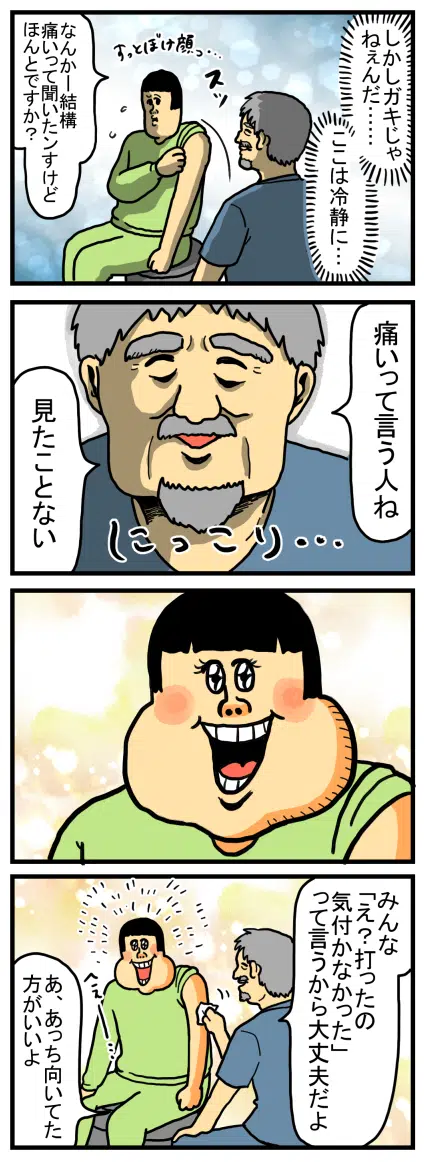 しかしガキじゃ
ねぇんだ……
ここは冷静に…
スッ
すっとぼけ顔っ…
なんかー結構
痛いって聞いたンすけど
ほんとですか？
痛いって言う人ね
見たことない
にっこり…
みんな
「え？打ったの
気付かなかった」
って言うから大丈夫だよ
へぇ〜…
あ、あっち向いてた
方がいいよ